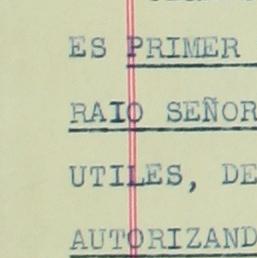 ES PRIMER
RAIO SEÑOR
UTILES, DE
AUTORIZAND